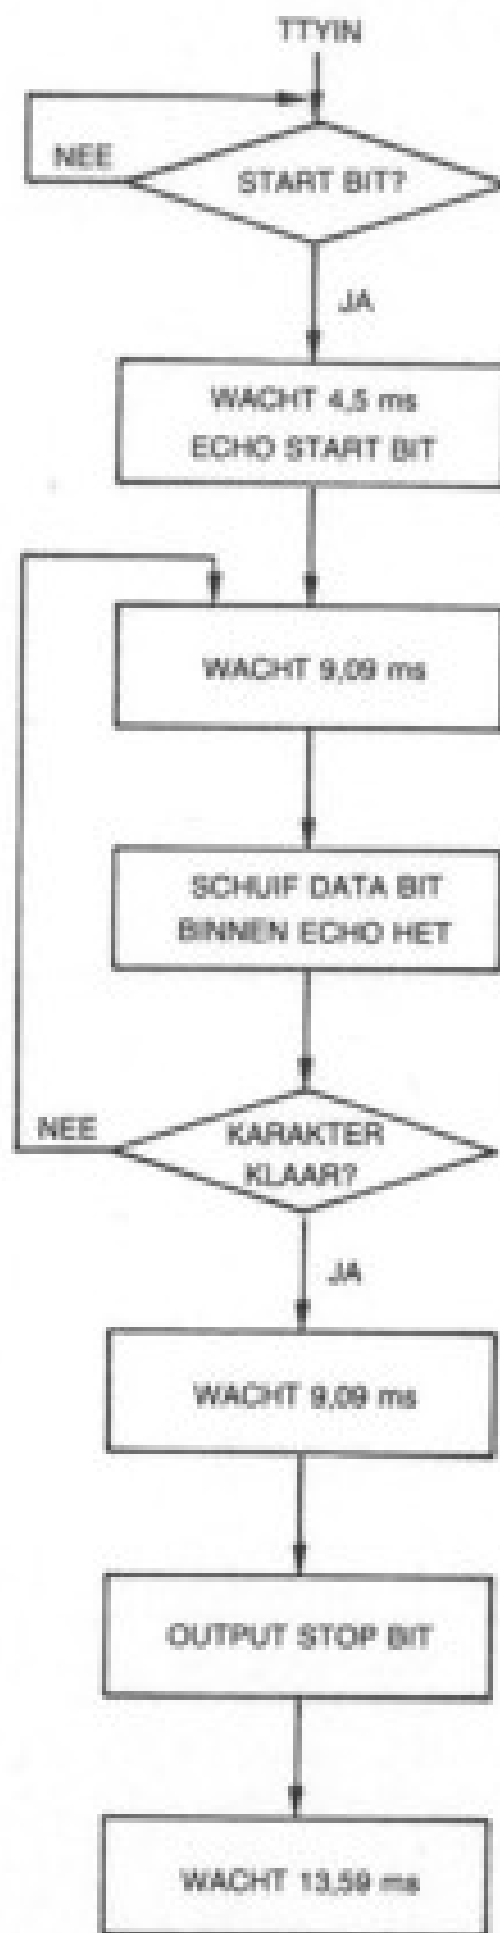 TTYIN
NEE
START BIT?
JA
WACHT 4,5 ms
ECHO START BIT
WACHT 9,09 ms
SCHUIF DATA BIT
BINNEN ECHO HET
NEE
KARAKTER
KLAAR?
JA
WACHT 9,09 ms
OUTPUT STOP BIT
WACHT 13,59 ms